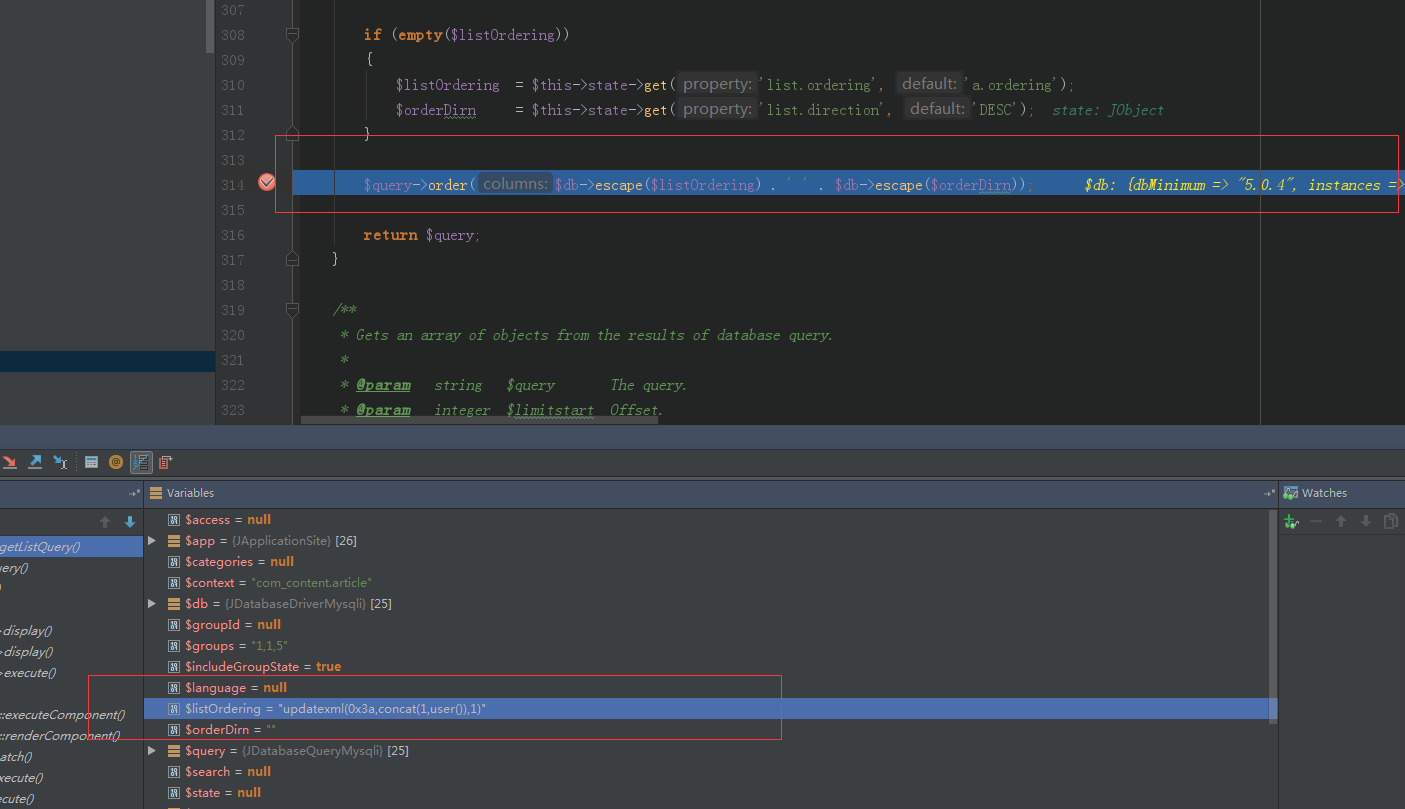 307
308 if (empty($listOrdering))
309 {
310 $listOrdering = $this->state->get( property: 'list.ordering', default: 'a.ordering');
311 $orderDirn = $this->state->get( property: 'list.direction', default: 'DESC'); state: JObject
312 }
313
314 $query->order( columns: $db->escape($listOrdering) . ' ' . $db->escape($orderDirn)); $db: {dbMinimum => "5.0.4", instances =>
315
316 return $query;
317 }
318
319 /**
320 * Gets an array of objects from the results of database query.
321 *
322 * @param string $query The query.
323 * @param integer $limitstart Offset.
Variables
Watches
$access = null
getListQuery()
$app = {JApplicationSite} [26]
uery()
$categories = null
)
$context = "com_content.article"
$db = {JDatabaseDriverMysqli} [25]
$groupId = null
>display()
$groups = "1,1,5"
>display()
$includeGroupState = true
>execute()
$language = null
$listOrdering = "updatexml(0x3a,concat(1,user()),1)"
::executeComponent()
$orderDirn = ""
::renderComponent()
$query = {JDatabaseQueryMysqli} [25]
atch()
$search = null
xecute()
$state = null
cute()